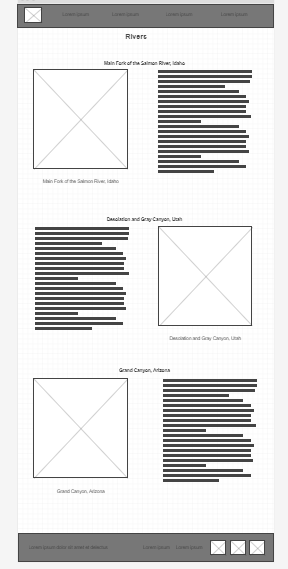 Lorem Ipsum Lorem Ipsum Lorem Ipsum Lorem Ipsum
Rivers
Main Fork of the Salmon River, Idaho
Main Fork of the Salmon River, Idaho
Desolation and Gray Canyon, Utah
Desolation and Gray Canyon, Utah
Grand Canyon, Arizona
Grand Canyon, Arizona
Lorem ipsum dolor sit amet et delectus Lorem Ipsum Lorem Ipsum